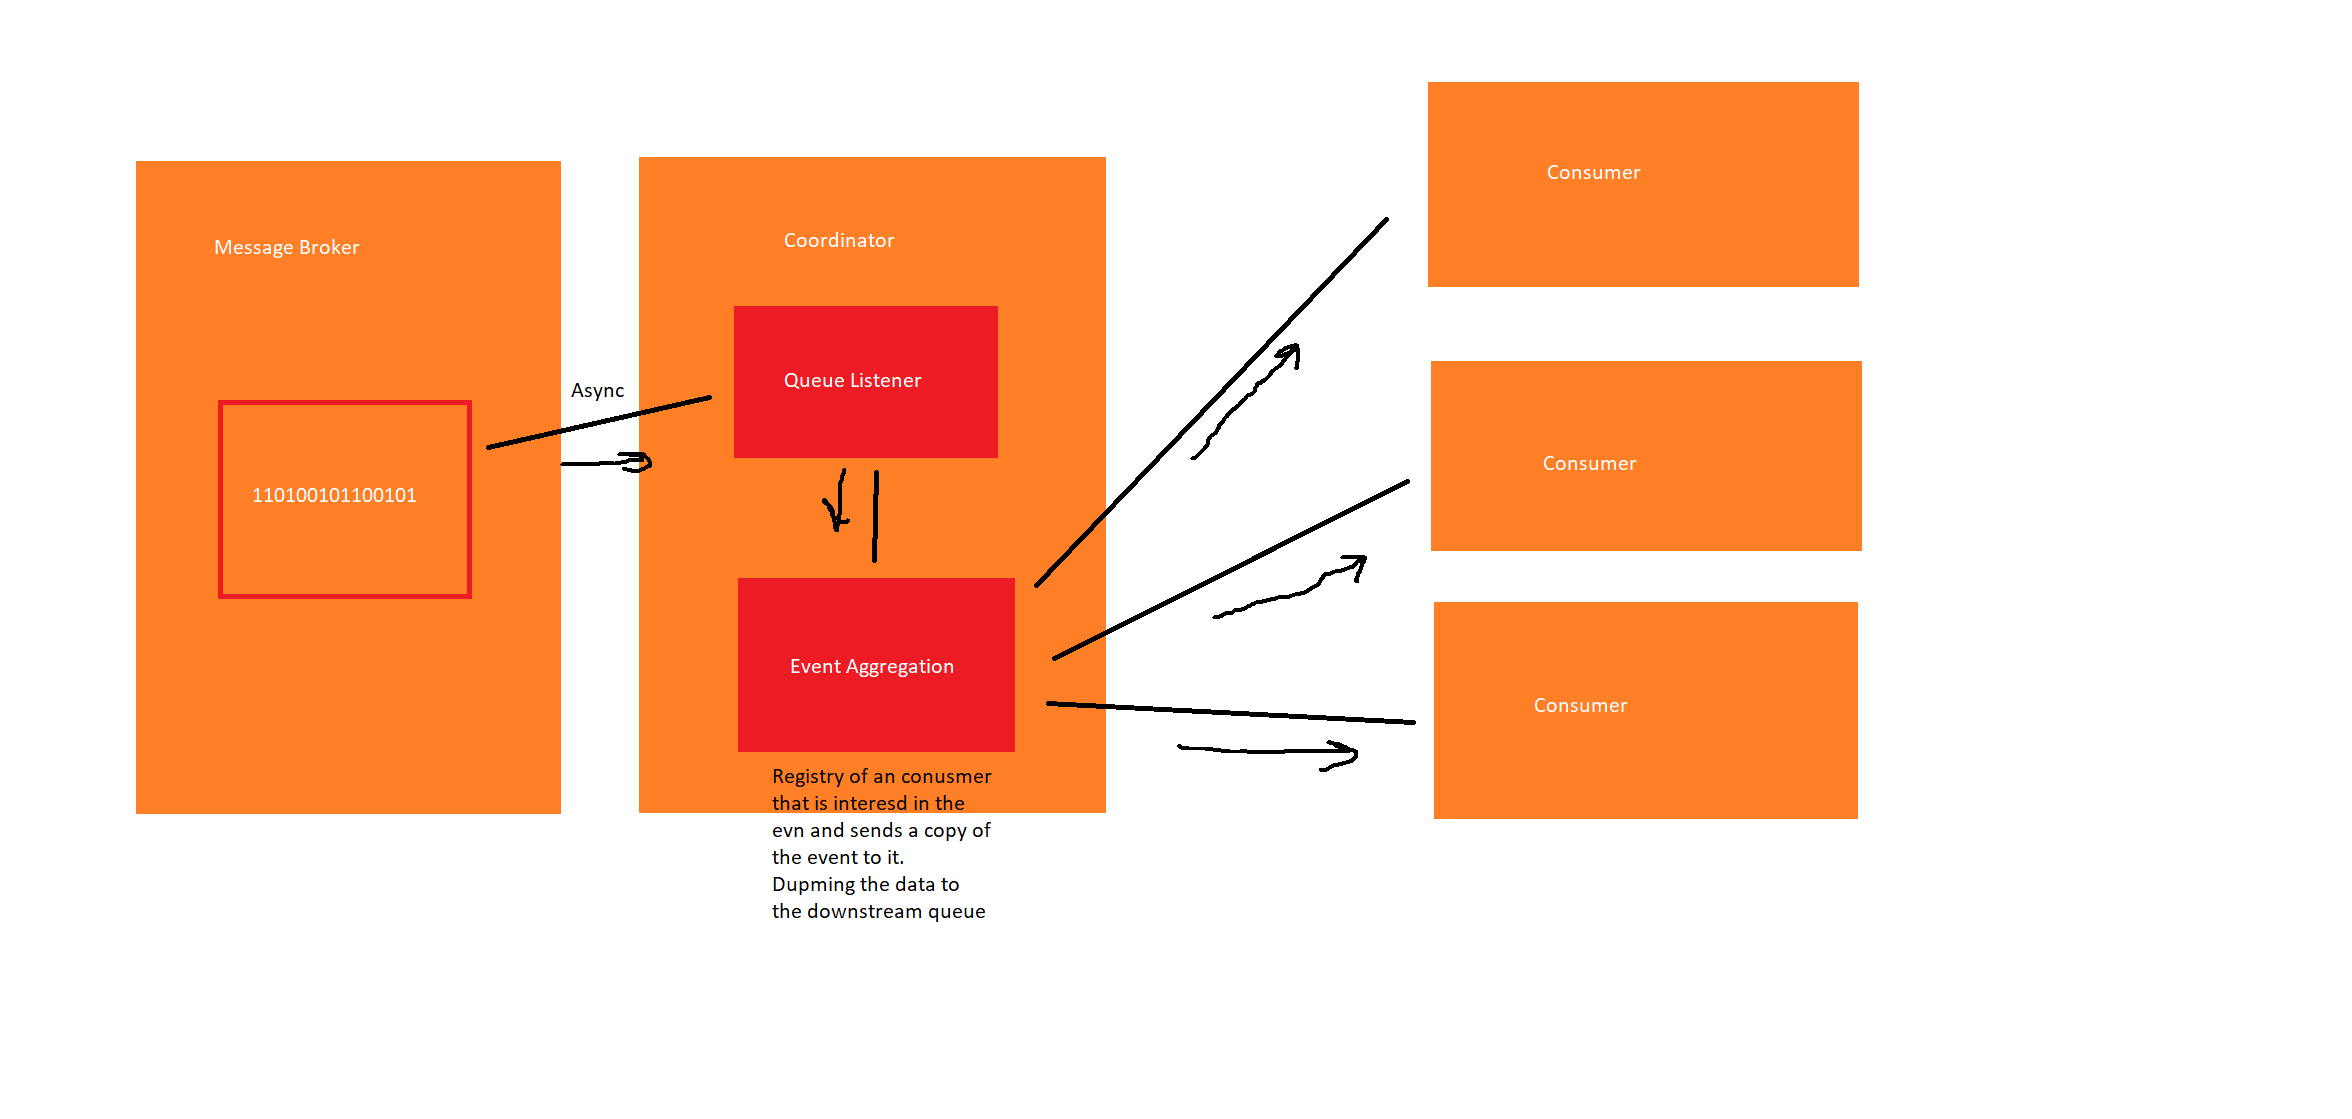 Message Broker
110100101100101
Async
Coordinator
Queue Listener
Event Aggregation
Registry of an conusmer
that is interesd in the
evn and sends a copy of
the event to it.
Dupming the data to
the downstream queue
Consumer
Consumer
Consumer